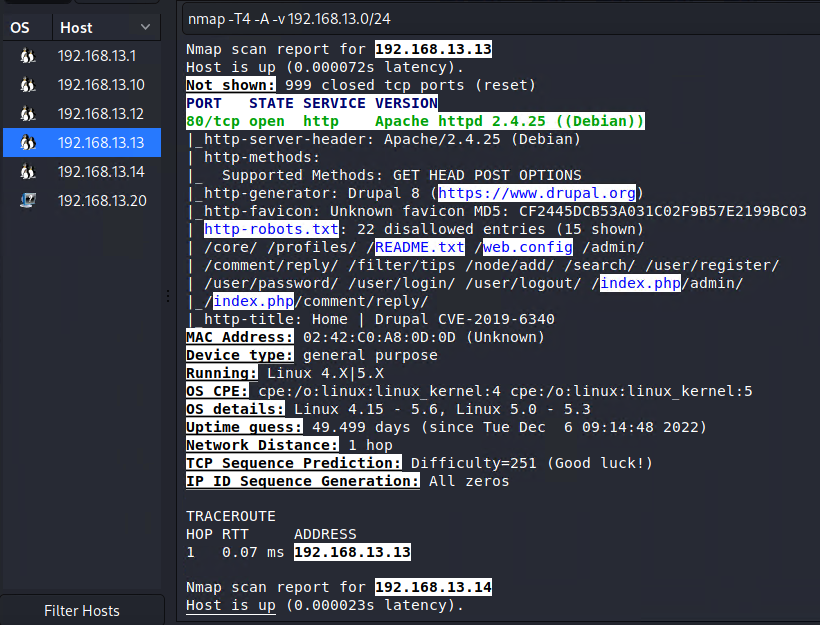 OS Host
192.168.13.1
192.168.13.10
192.168.13.12
192.168.13.13
192.168.13.14
192.168.13.20
Filter Hosts
nmap -T4 -A -v 192.168.13.0/24
Nmap scan report for 192.168.13.13
Host is up (0.000072s latency).
Not shown: 999 closed tcp ports (reset)
PORT   STATE SERVICE VERSION
80/tcp open  http    Apache httpd 2.4.25 ((Debian))
|_http-server-header: Apache/2.4.25 (Debian)
| http-methods:
|_  Supported Methods: GET HEAD POST OPTIONS
|_http-generator: Drupal 8 (https://www.drupal.org)
|_http-favicon: Unknown favicon MD5: CF2445DCB53A031C02F9B57E2199BC03
| http-robots.txt: 22 disallowed entries (15 shown)
| /core/ /profiles/ /README.txt /web.config /admin/
| /comment/reply/ /filter/tips /node/add/ /search/ /user/register/
| /user/password/ /user/login/ /user/logout/ /index.php/admin/
|_/index.php/comment/reply/
|_http-title: Home | Drupal CVE-2019-6340
MAC Address: 02:42:C0:A8:0D:0D (Unknown)
Device type: general purpose
Running: Linux 4.X|5.X
OS CPE: cpe:/o:linux:linux_kernel:4 cpe:/o:linux:linux_kernel:5
OS details: Linux 4.15 - 5.6, Linux 5.0 - 5.3
Uptime guess: 49.499 days (since Tue Dec  6 09:14:48 2022)
Network Distance: 1 hop
TCP Sequence Prediction: Difficulty=251 (Good luck!)
IP ID Sequence Generation: All zeros
TRACEROUTE
HOP RTT     ADDRESS
1   0.07 ms 192.168.13.13
Nmap scan report for 192.168.13.14
Host is up (0.000023s latency).